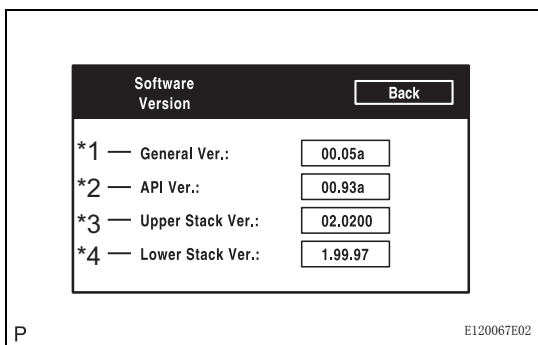 Software
Version
Back
*1 — General Ver.: 00.05a
*2 — API Ver.: 00.93a
*3 — Upper Stack Ver.: 02.0200
*4 — Lower Stack Ver.: 1.99.97
P
E120067E02